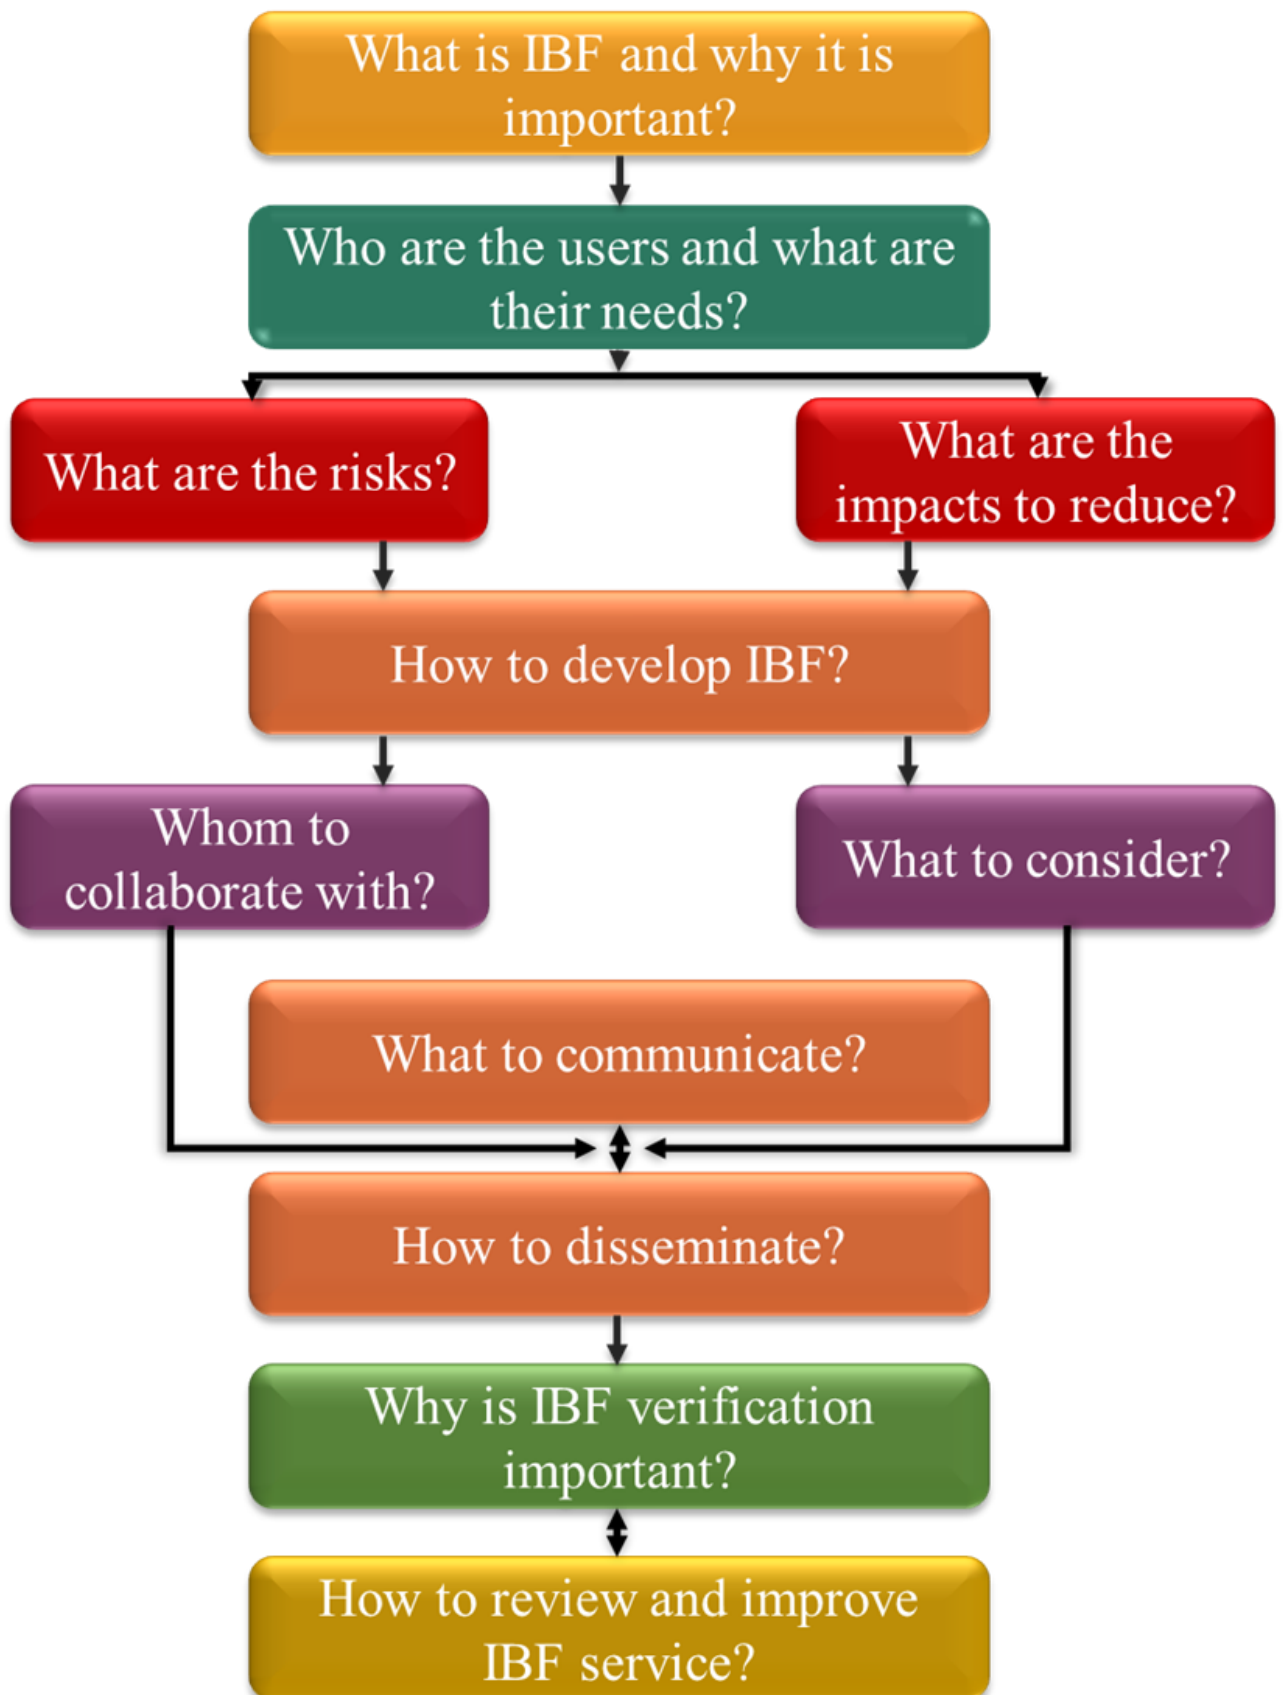 What is IBF and why it is
important?
Who are the users and what are
their needs?
What are the risks?
What are the
impacts to reduce?
How to develop IBF?
Whom to
collaborate with?
What to consider?
What to communicate?
How to disseminate?
Why is IBF verification
important?
How to review and improve
IBF service?